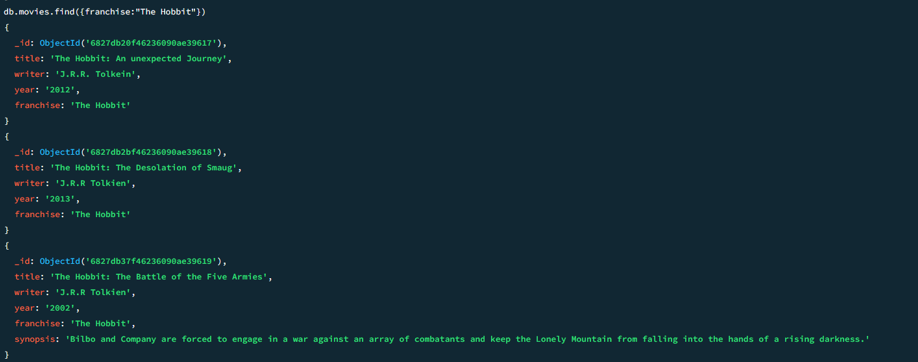 db.movies.find({franchise:"The Hobbit"})
{
  _id: ObjectId('6827db20f46236090ae39617'),
  title: 'The Hobbit: An unexpected Journey',
  writer: 'J.R.R. Tolkein',
  year: '2012',
  franchise: 'The Hobbit'
}
{
  _id: ObjectId('6827db2bf46236090ae39618'),
  title: 'The Hobbit: The Desolation of Smaug',
  writer: 'J.R.R Tolkien',
  year: '2013',
  franchise: 'The Hobbit'
}
{
  _id: ObjectId('6827db37f46236090ae39619'),
  title: 'The Hobbit: The Battle of the Five Armies',
  writer: 'J.R.R Tolkien',
  year: '2002',
  franchise: 'The Hobbit',
  synopsis: 'Bilbo and Company are forced to engage in a war against an array of combatants and keep the Lonely Mountain from falling into the hands of a rising darkness.'
}